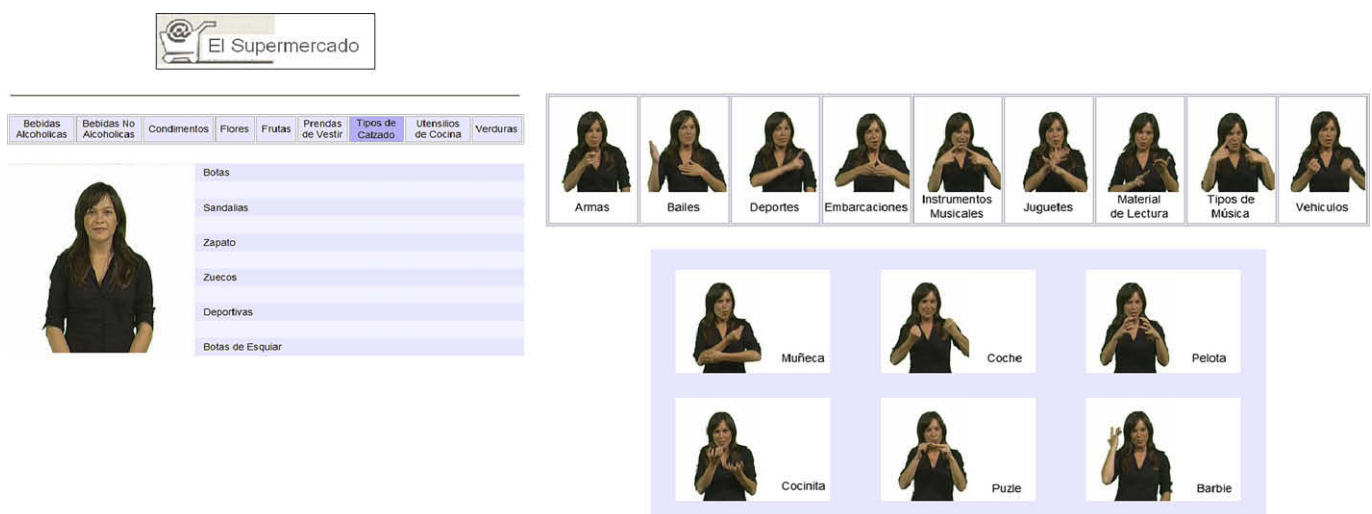 @ El Supermercado
Bebidas Alcoholicas
Bebidas No Alcoholicas
Condimentos
Flores
Frutas
Prendas de Vestir
Tipos de Calzado
Utensilios de Cocina
Verduras
Botas
Sandalias
Zapato
Zuecos
Deportivas
Botas de Esquiar
Armas
Bailes
Deportes
Embarcaciones
Instrumentos Musicales
Juguetes
Material de Lectura
Tipos de Música
Vehiculos
Muñeca
Coche
Pelota
Cocinita
Puzle
Barbie